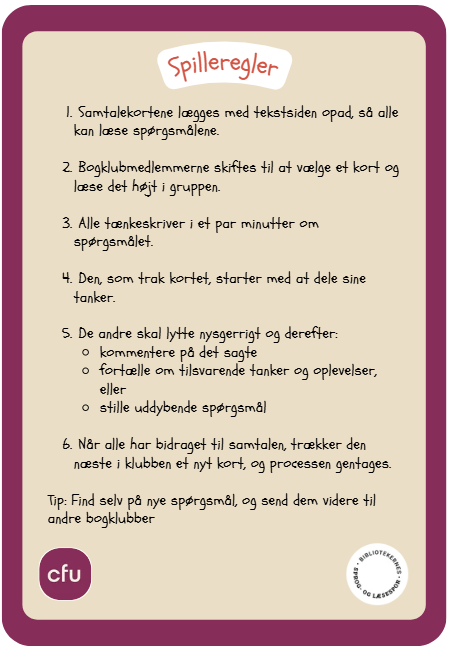 Spilleregler
1. Samtalekortene lægges med tekstsiden opad, så alle
kan læse spørgsmålene.
2. Bogklubmedlemmerne skiftes til at vælge et kort og
læse det højt i gruppen.
3. Alle tænkeskriver i et par minutter om
spørgsmålet.
4. Den, som trak kortet, starter med at dele sine
tanker.
5. De andre skal lytte nysgerrigt og derefter:
○ kommentere på det sagte
○ fortælle om tilsvarende tanker og oplevelser,
eller
○ stille uddybende spørgsmål
6. Når alle har bidraget til samtalen, trækker den
næste i klubben et nyt kort, og processen gentages.
Tip: Find selv på nye spørgsmål, og send dem videre til
andre bogklubber
cfu
• BIBLIOTEKERNES •
SPROG- OG LÆSESPOR